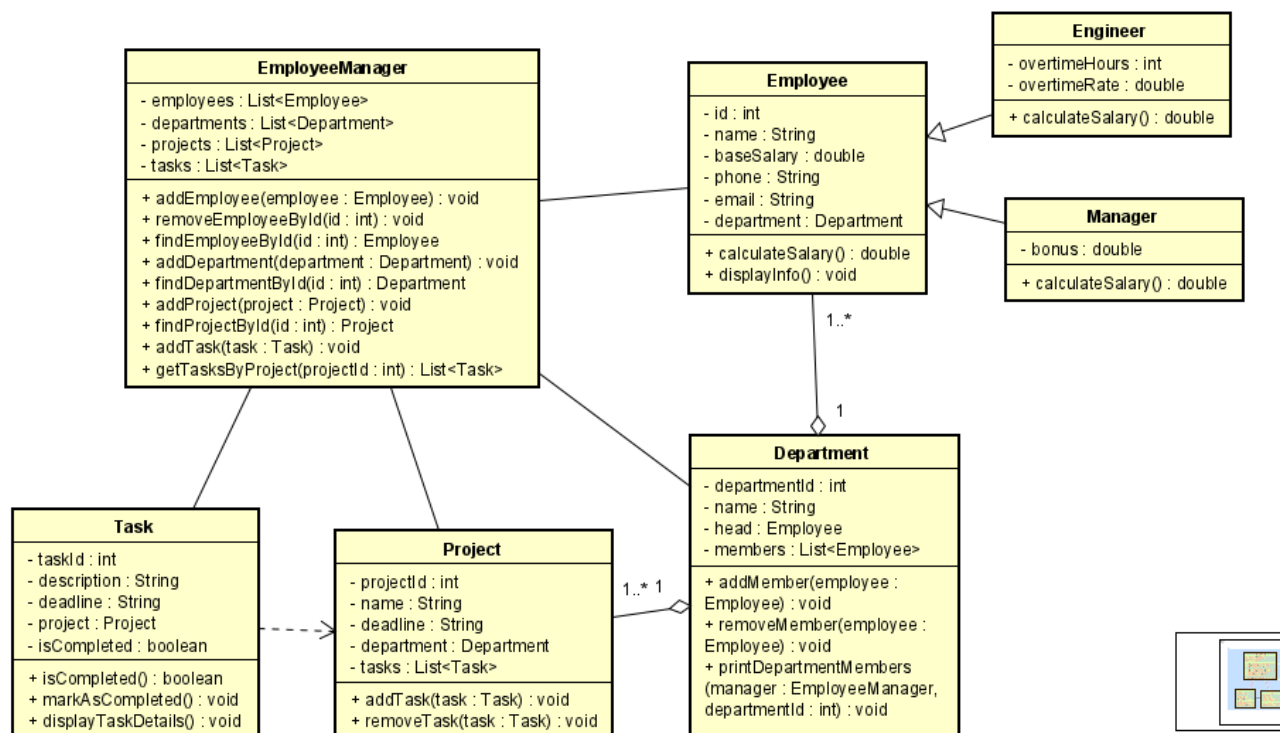 EmployeeManager
- employees : List<Employee>
- departments : List<Department>
- projects : List<Project>
- tasks : List<Task>
+ addEmployee(employee : Employee) : void
+ removeEmployeeById(id : int) : void
+ findEmployeeById(id : int) : Employee
+ addDepartment(department : Department) : void
+ findDepartmentById(id : int) : Department
+ addProject(project : Project) : void
+ findProjectById(id : int) : Project
+ addTask(task : Task) : void
+ getTasksByProject(projectId : int) : List<Task>
Employee
- id : int
- name : String
- baseSalary : double
- phone : String
- email : String
- department : Department
+ calculateSalary() : double
+ displayInfo() : void
Engineer
- overtimeHours : int
- overtimeRate : double
+ calculateSalary() : double
Manager
- bonus : double
+ calculateSalary() : double
1..*
1
Task
- taskId : int
- description : String
- deadline : String
- project : Project
- isCompleted : boolean
+ isCompleted() : boolean
+ markAsCompleted() : void
+ displayTaskDetails() : void
Project
- projectId : int
- name : String
- deadline : String
- department : Department
- tasks : List<Task>
+ addTask(task : Task) : void
+ removeTask(task : Task) : void
1..* 1
Department
- departmentId : int
- name : String
- head : Employee
- members : List<Employee>
+ addMember(employee :
Employee) : void
+ removeMember(employee :
Employee) : void
+ printDepartmentMembers
(manager : EmployeeManager,
departmentId : int) : void